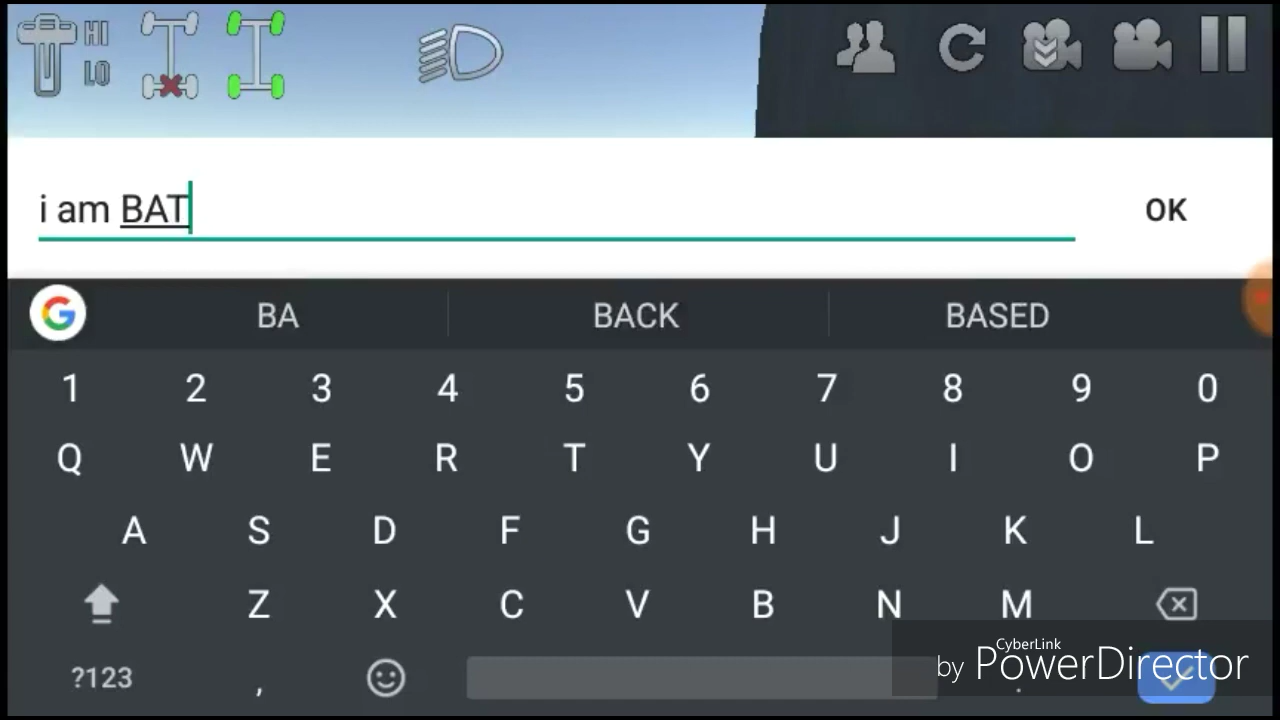 HI
LO
i am BAT
OK
BA BACK BASED
1 2 3 4 5 6 7 8 9 0
Q W E R T Y U I O P
A S D F G H J K L
Z X C V B N M
?123 , .
CyberLink
by PowerDirector